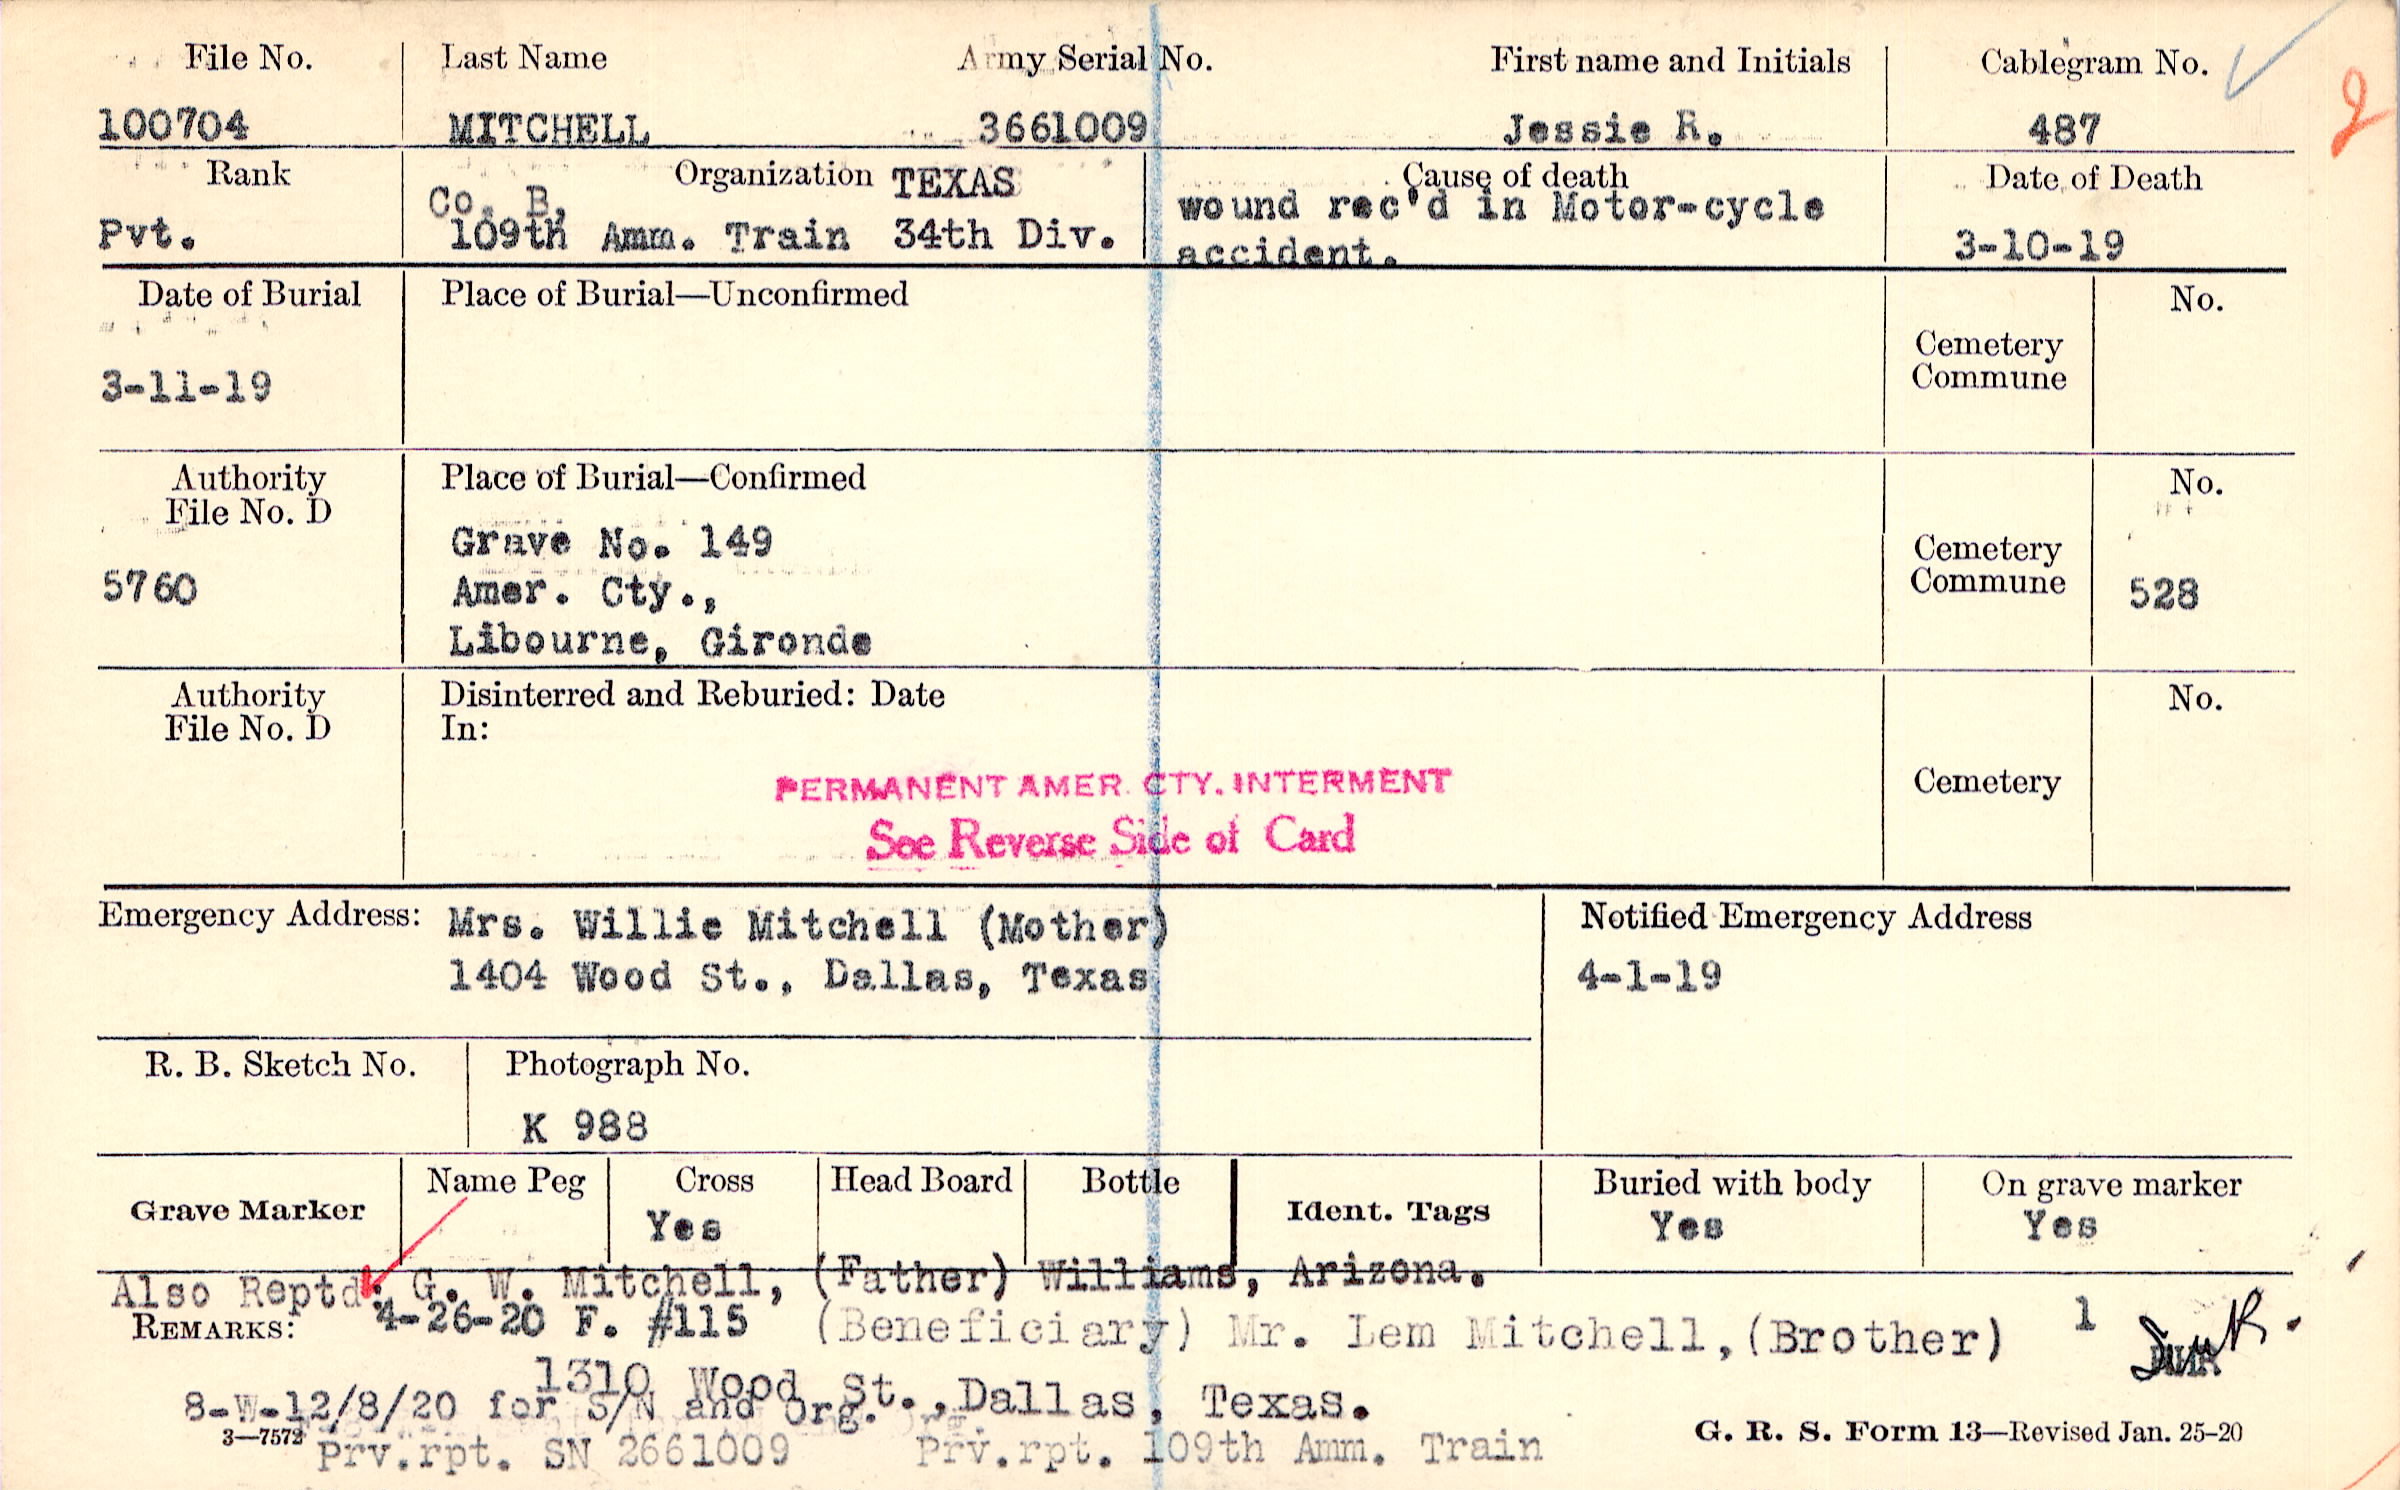 File No. Last Name Army Serial No. First name and Initials Cablegram No.
100704 MITCHELL 3661009 Jessie R. 487
2
Rank Organization TEXAS Cause of death Date of Death
Co. B, wound rec'd in Motor-cycle
Pvt. 109th Amm. Train 34th Div. accident. 3-10-19
Date of Burial Place of Burial—Unconfirmed No.
Cemetery
Commune
3-11-19
Authority Place of Burial—Confirmed No.
File No. D
Grave No. 149
Cemetery
5760 Amer. Cty., Commune 528
Libourne, Gironde
Authority Disinterred and Reburied: Date No.
File No. D In:
PERMANENT AMER. CTY. INTERMENT Cemetery
See Reverse Side of Card
Emergency Address: Mrs. Willie Mitchell (Mother) Notified Emergency Address
1404 Wood St., Dallas, Texas 4-1-19
R. B. Sketch No. Photograph No.
K 988
Grave Marker Name Peg Cross Head Board Bottle Ident. Tags Buried with body On grave marker
Yes Yes Yes
Also Reptd: G. W. Mitchell, (Father) Williams, Arizona.
REMARKS: 4-26-20 F. #115 (Beneficiary) Mr. Lem Mitchell,(Brother) 1
1310 Wood St.,Dallas, Texas.
8-W-12/8/20 for S/N and Org.
3—7572 G. R. S. Form 13—Revised Jan. 25-20
Prv.rpt. SN 2661009 Prv.rpt. 109th Amm. Train